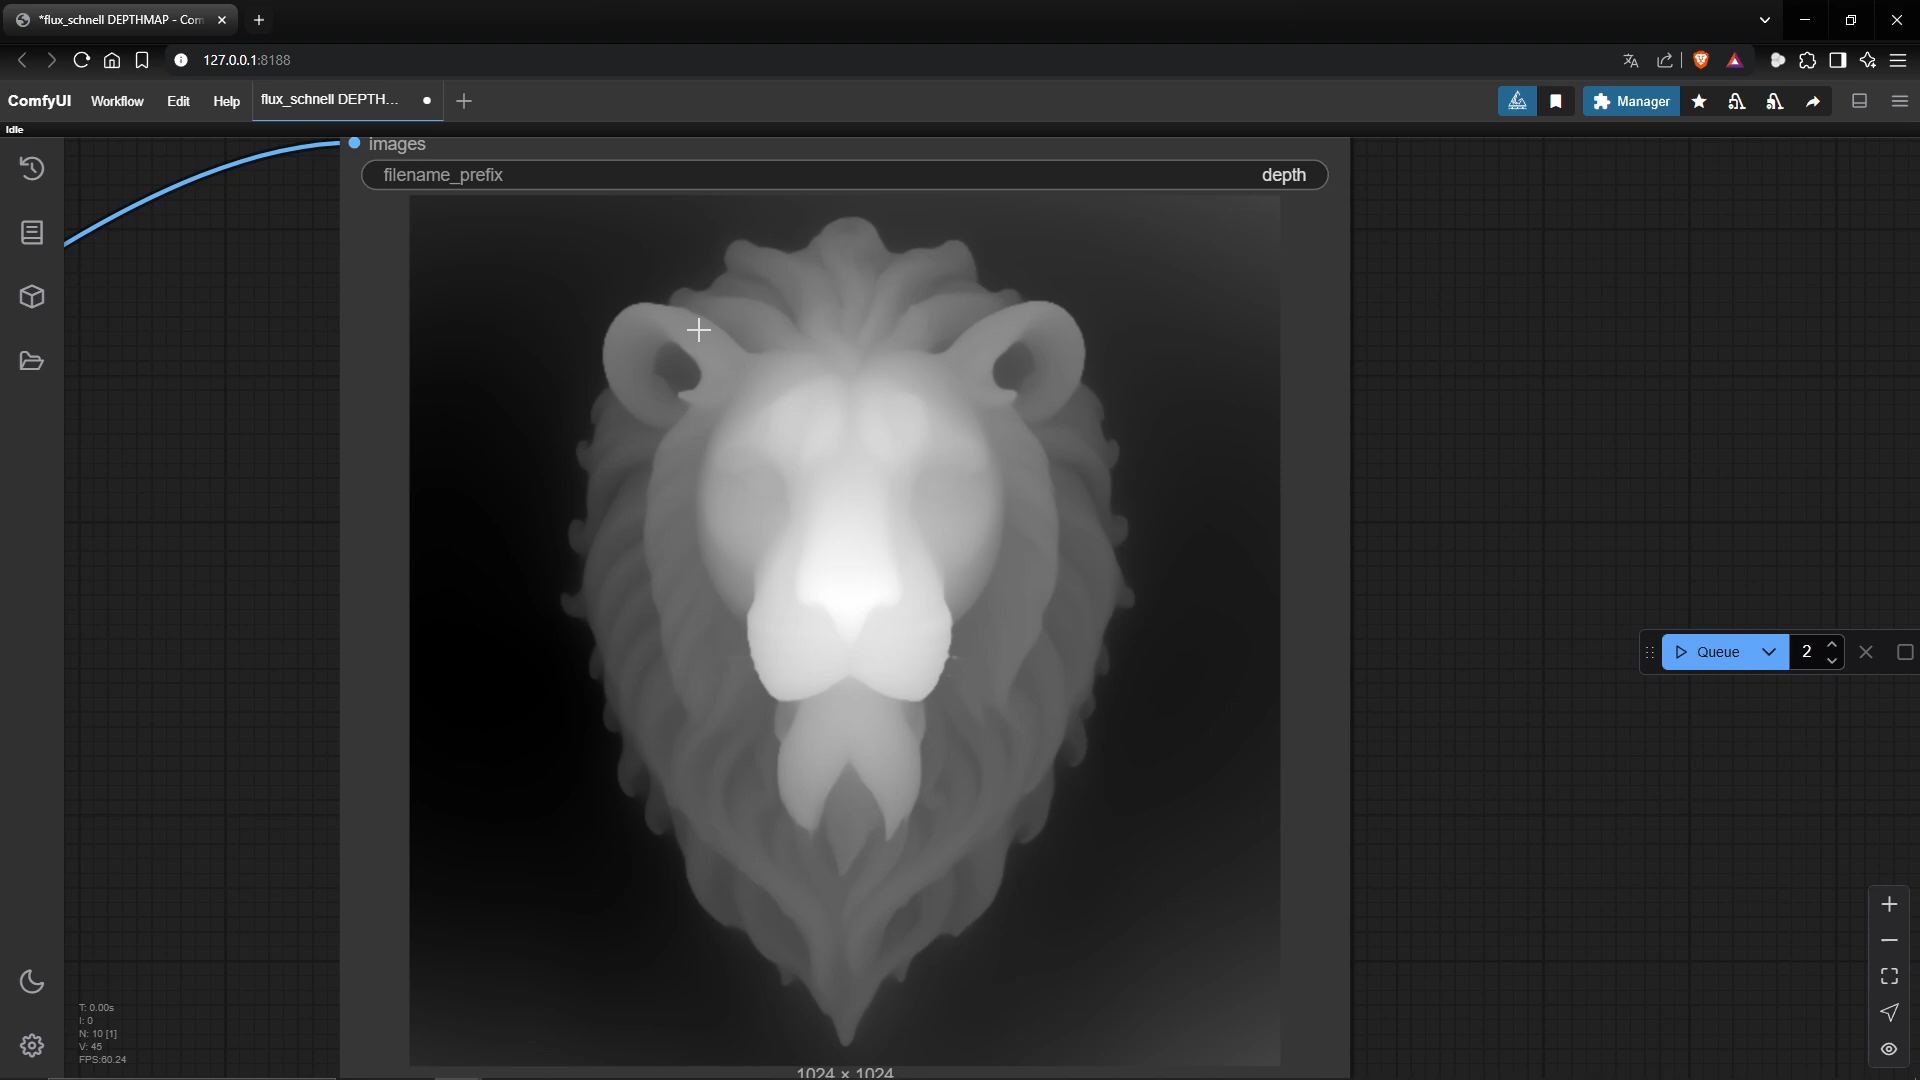 *flux_schnell DEPTHMAP - Com
127.0.0.1:8188
ComfyUI Workflow Edit Help flux_schnell DEPTH... Manager
Idle
images
filename_prefix depth
Queue 2
T: 0.00s
I: 0
N: 10 [1]
V: 45
FPS:60.24
1024 × 1024